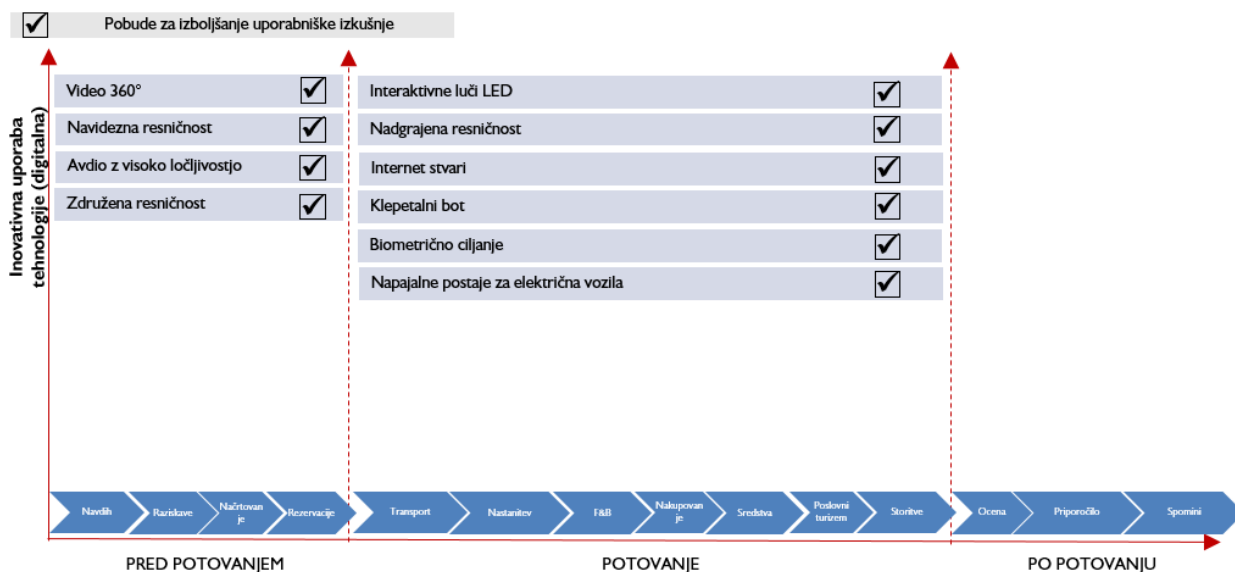 Pobude za izboljšanje uporabniške izkušnje
Inovativna uporaba
tehnologije (digitalna)
Video 360°
Navidezna resničnost
Avdio z visoko ločljivostjo
Združena resničnost
Interaktivne luči LED
Nadgrajena resničnost
Internet stvari
Klepetalni bot
Biometrično ciljanje
Napajalne postaje za električna vozila
Navdih
Raziskave
Načrtovan
je
Rezervacije
Transport
Nastanitev
F&B
Nakupovan
je
Sredstva
Poslovni
turizem
Storitve
Ocena
Priporočilo
Spomini
PRED POTOVANJEM
POTOVANJE
PO POTOVANJU